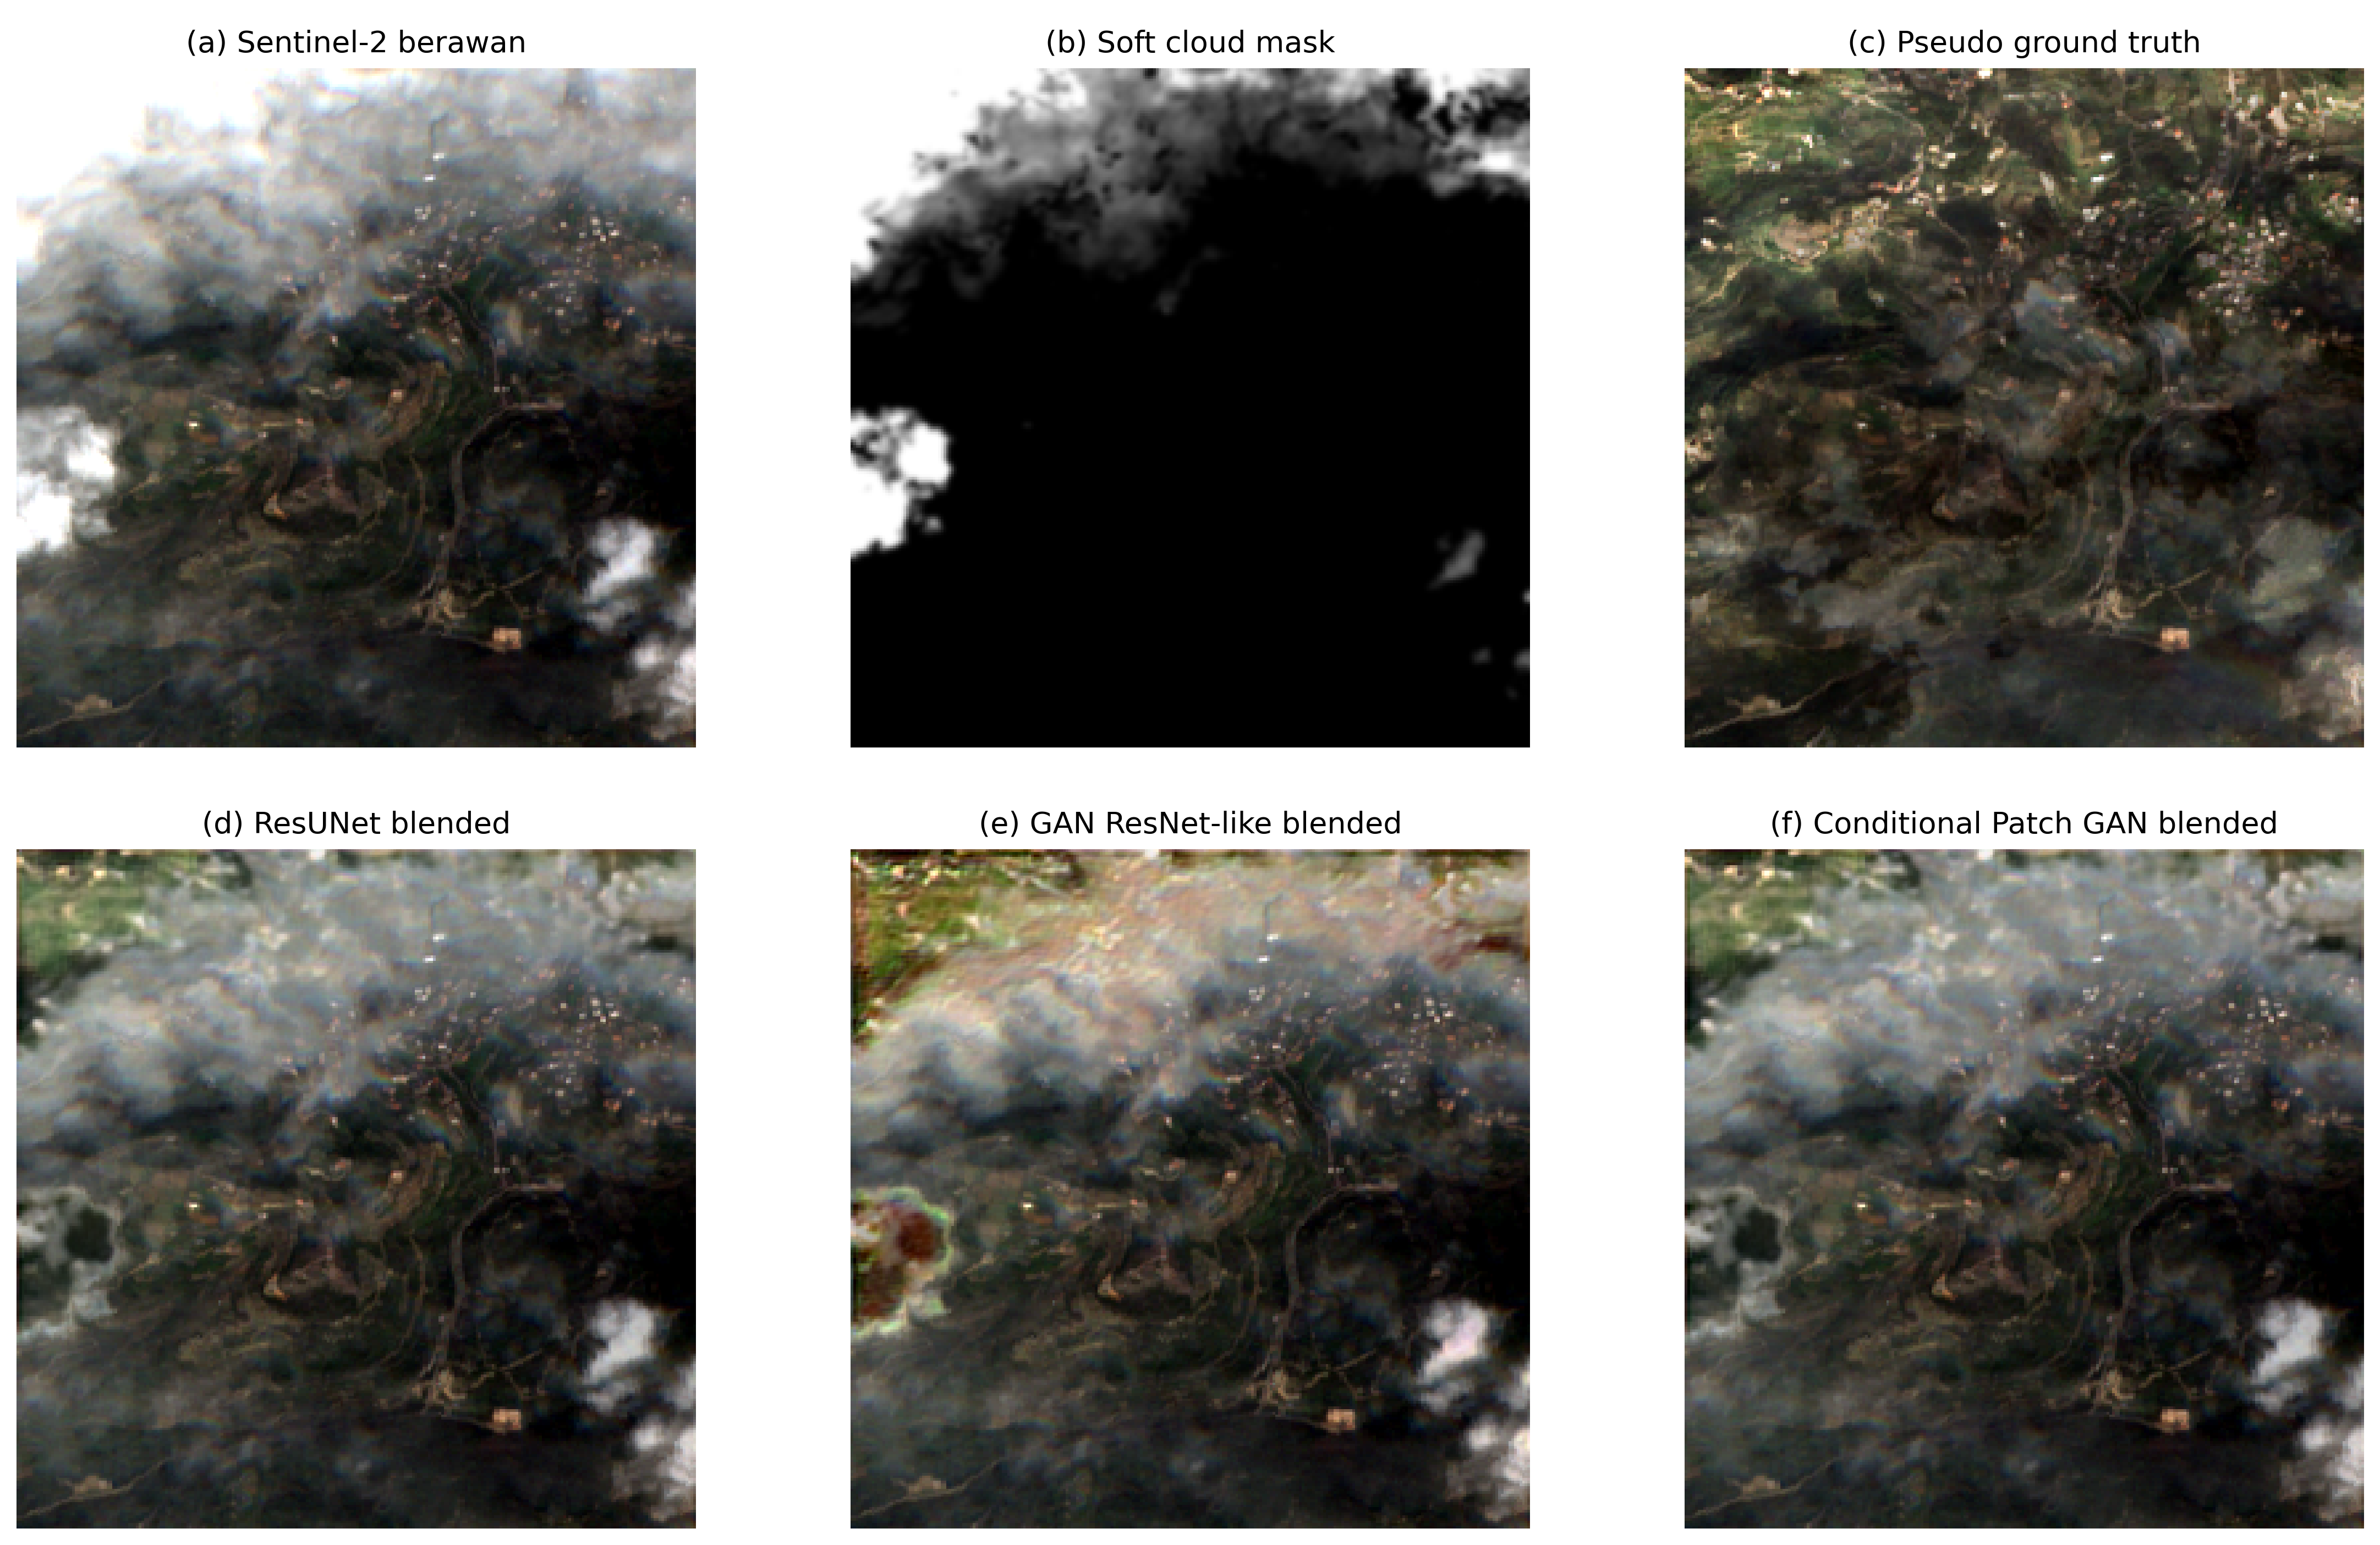 (a) Sentinel-2 berawan
(b) Soft cloud mask
(c) Pseudo ground truth
(d) ResUNet blended
(e) GAN ResNet-like blended
(f) Conditional Patch GAN blended